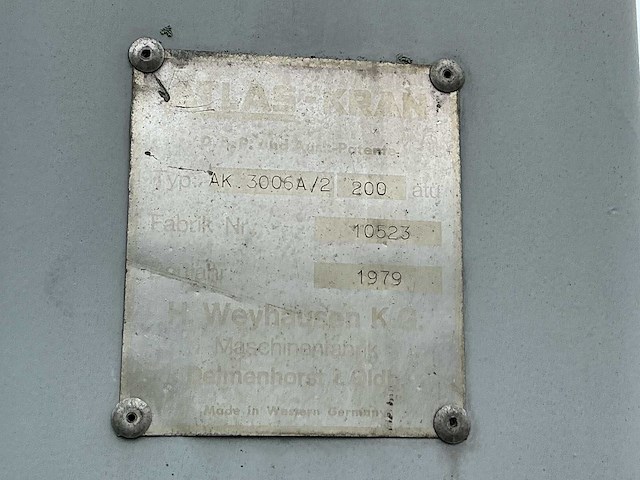 ATLAS-KRAN
D.B.P. und Ausl.-Patente
Typ: AK 3006A/2 200 atü
Fabrik-Nr. 10523
Baujahr 1979
H. Weyhausen K.G.
Maschinenfabrik
Delmenhorst i. Oldb.
Made in Western Germany